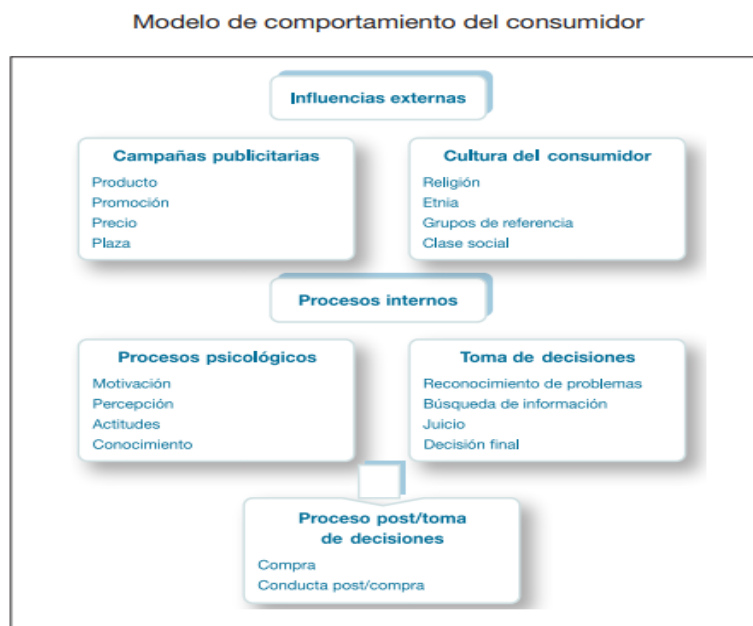 Modelo de comportamiento del consumidor
Influencias externas
Campañas publicitarias
Producto
Promoción
Precio
Plaza
Cultura del consumidor
Religión
Etnia
Grupos de referencia
Clase social
Procesos internos
Procesos psicológicos
Motivación
Percepción
Actitudes
Conocimiento
Toma de decisiones
Reconocimiento de problemas
Búsqueda de información
Juicio
Decisión final
Proceso post/toma
de decisiones
Compra
Conducta post/compra